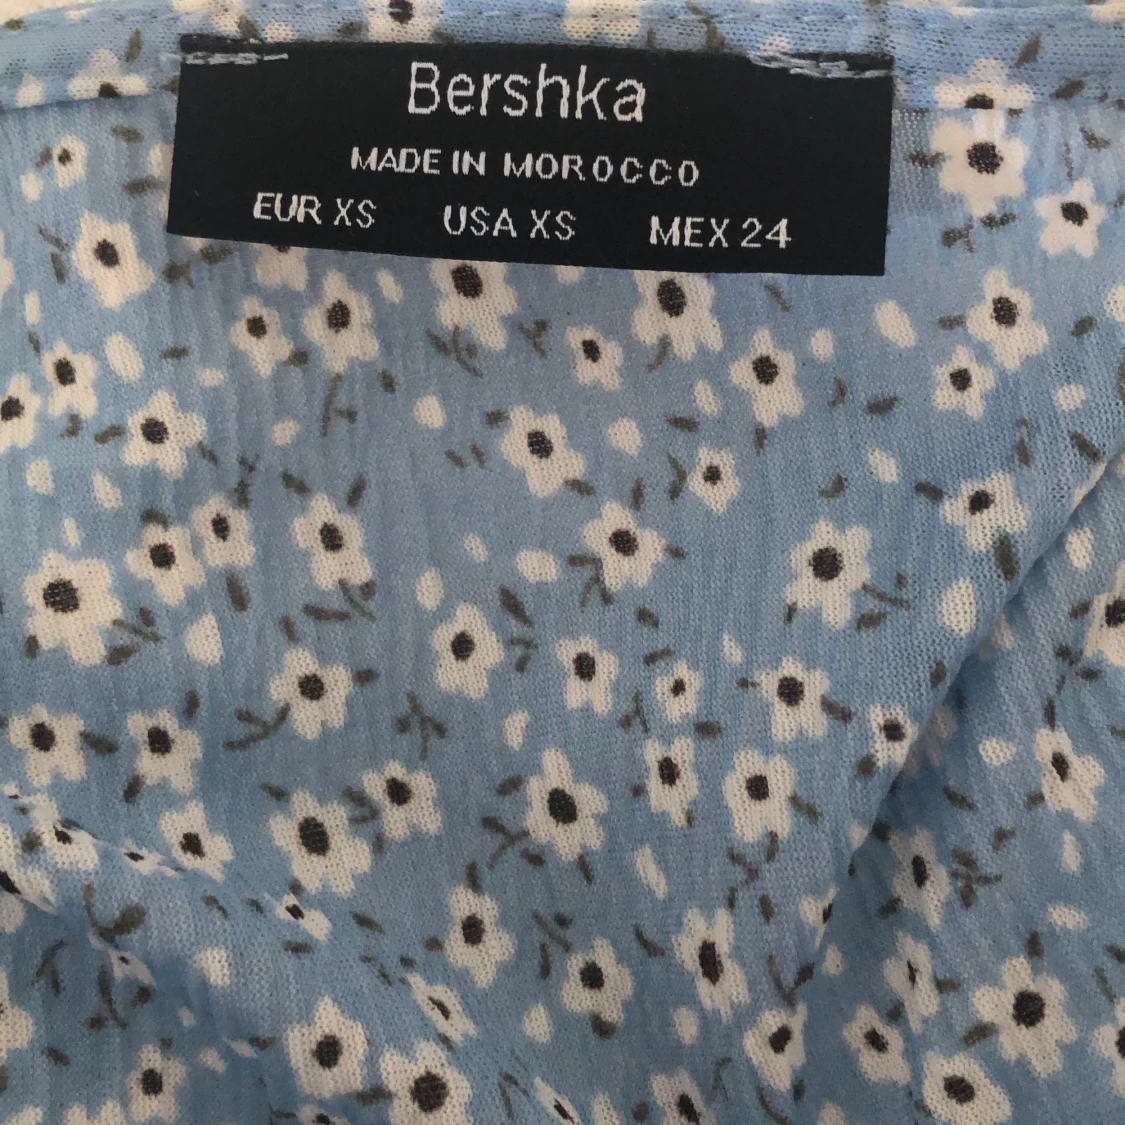 Bershka
MADE IN MOROCCO
EUR XS USA XS MEX 24